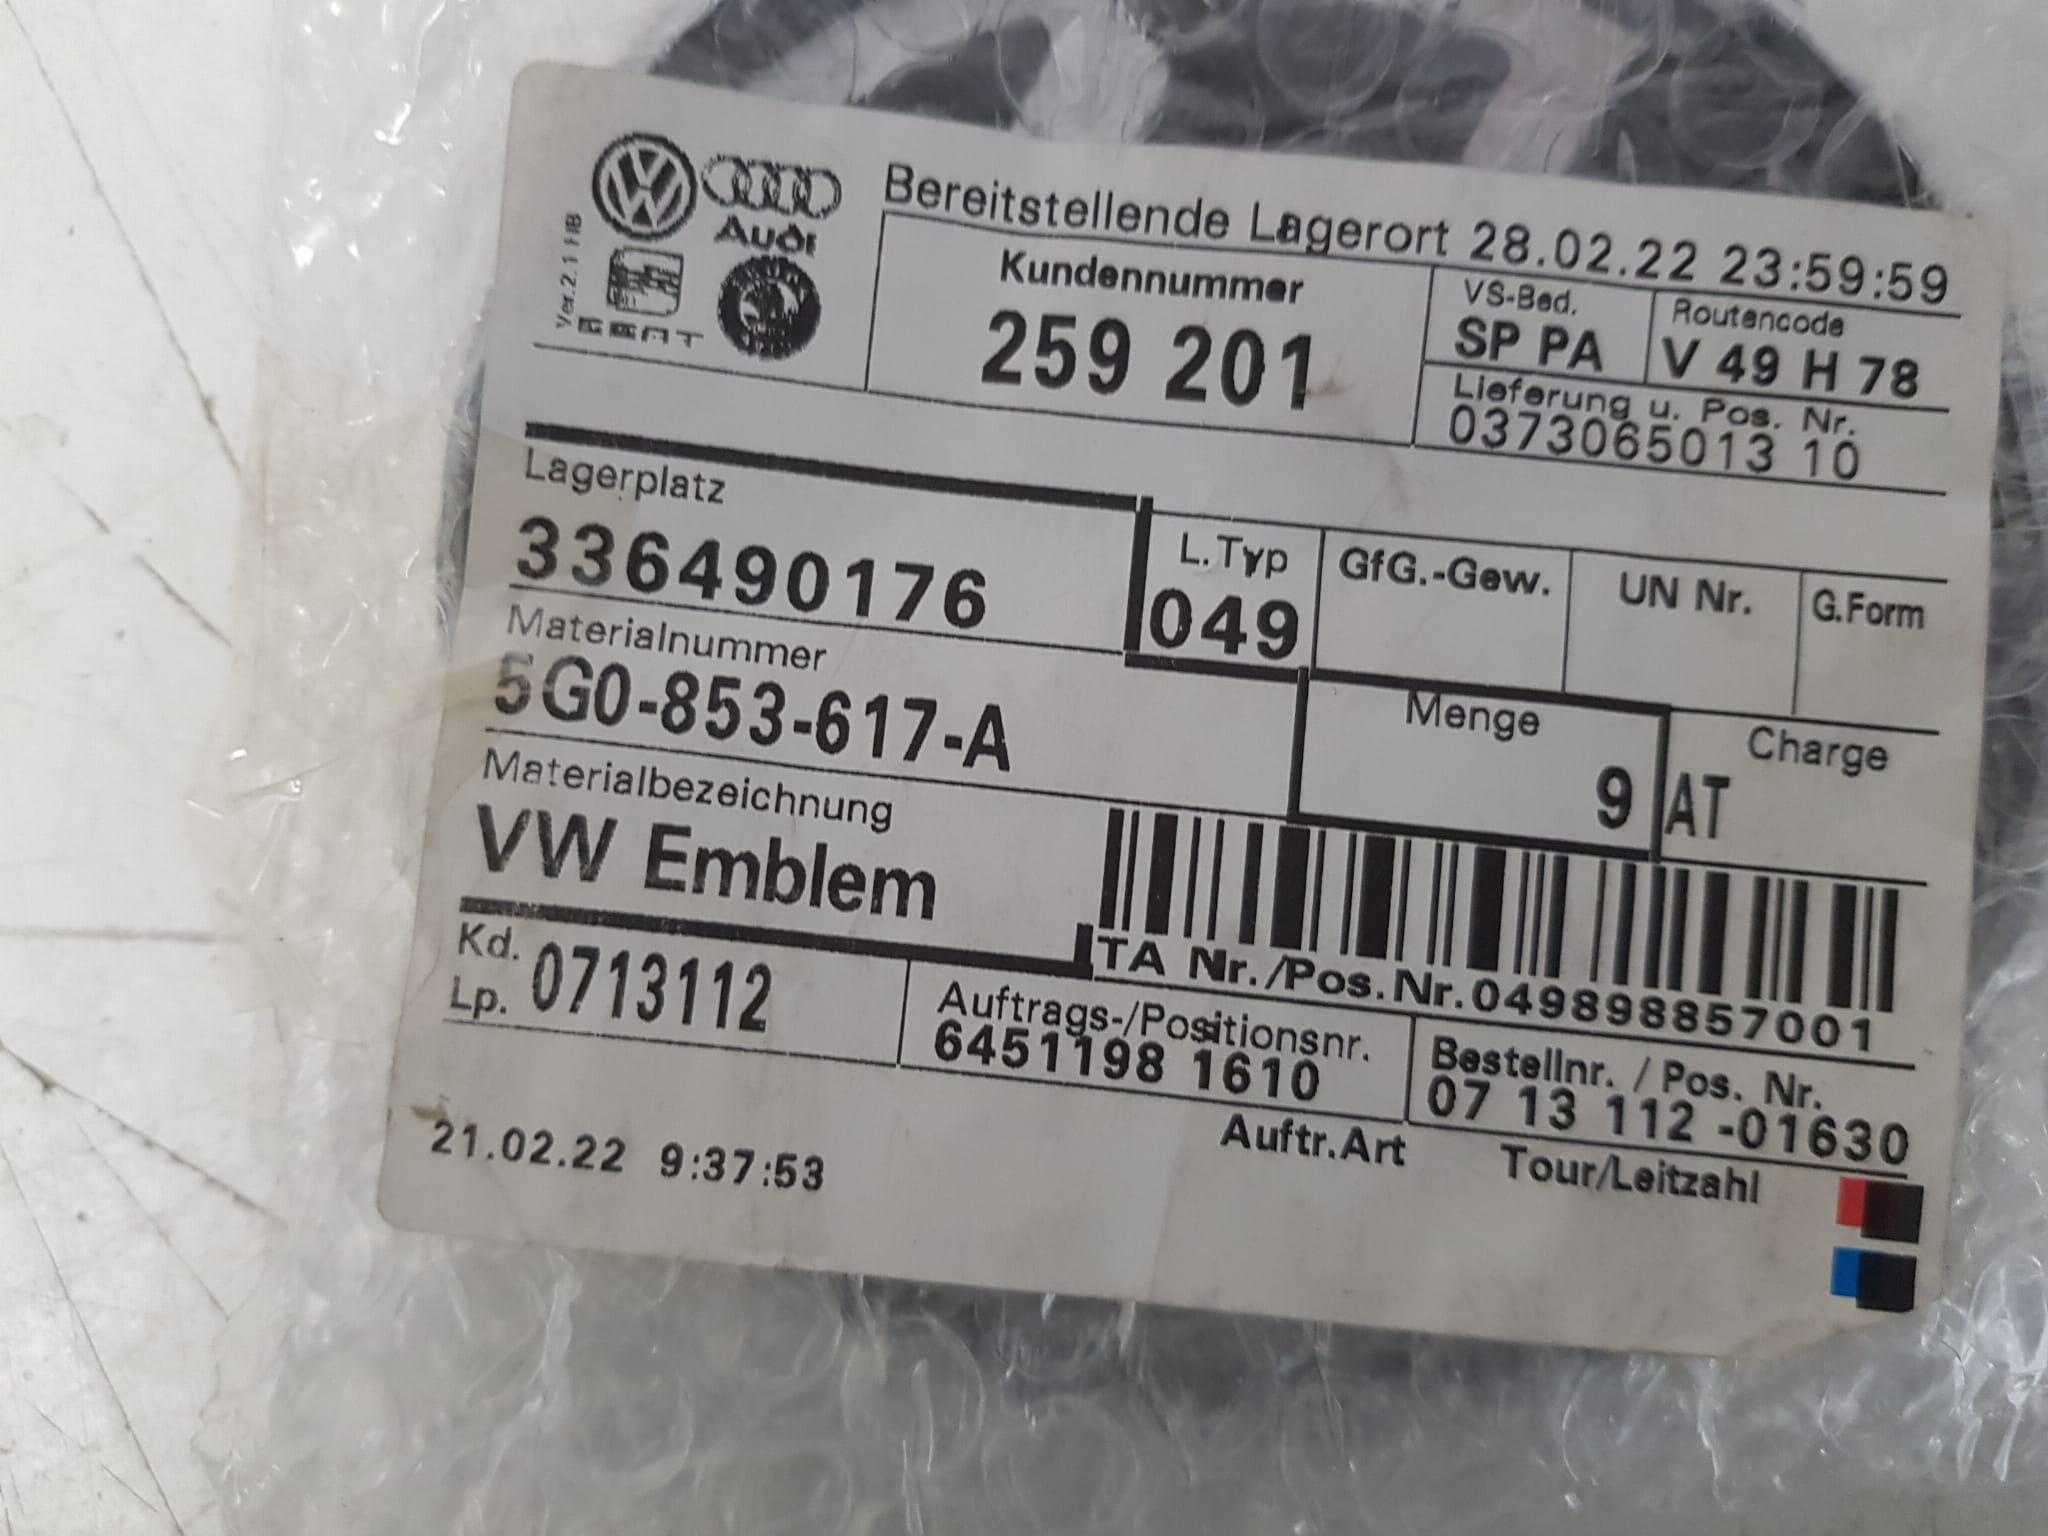 Bereitstellende Lagerort 28.02.22 23:59:59
Ver.2.1 HB
Audi
SEAT
Kundennummer
259 201
VS-Bed.
SP PA
Routencode
V 49 H 78
Lieferung u. Pos. Nr.
0373065013 10
Lagerplatz
336490176
L.Typ
049
GfG.-Gew.
UN Nr.
G.Form
Materialnummer
5G0-853-617-A
Menge
9
AT
Charge
Materialbezeichnung
VW Emblem
TA Nr./Pos.Nr.049898857001
Kd.
Lp. 0713112
Auftrags-/Positionsnr.
6451198 1610
Bestellnr. / Pos. Nr.
07 13 112 -01630
21.02.22 9:37:53
Auftr.Art
Tour/Leitzahl